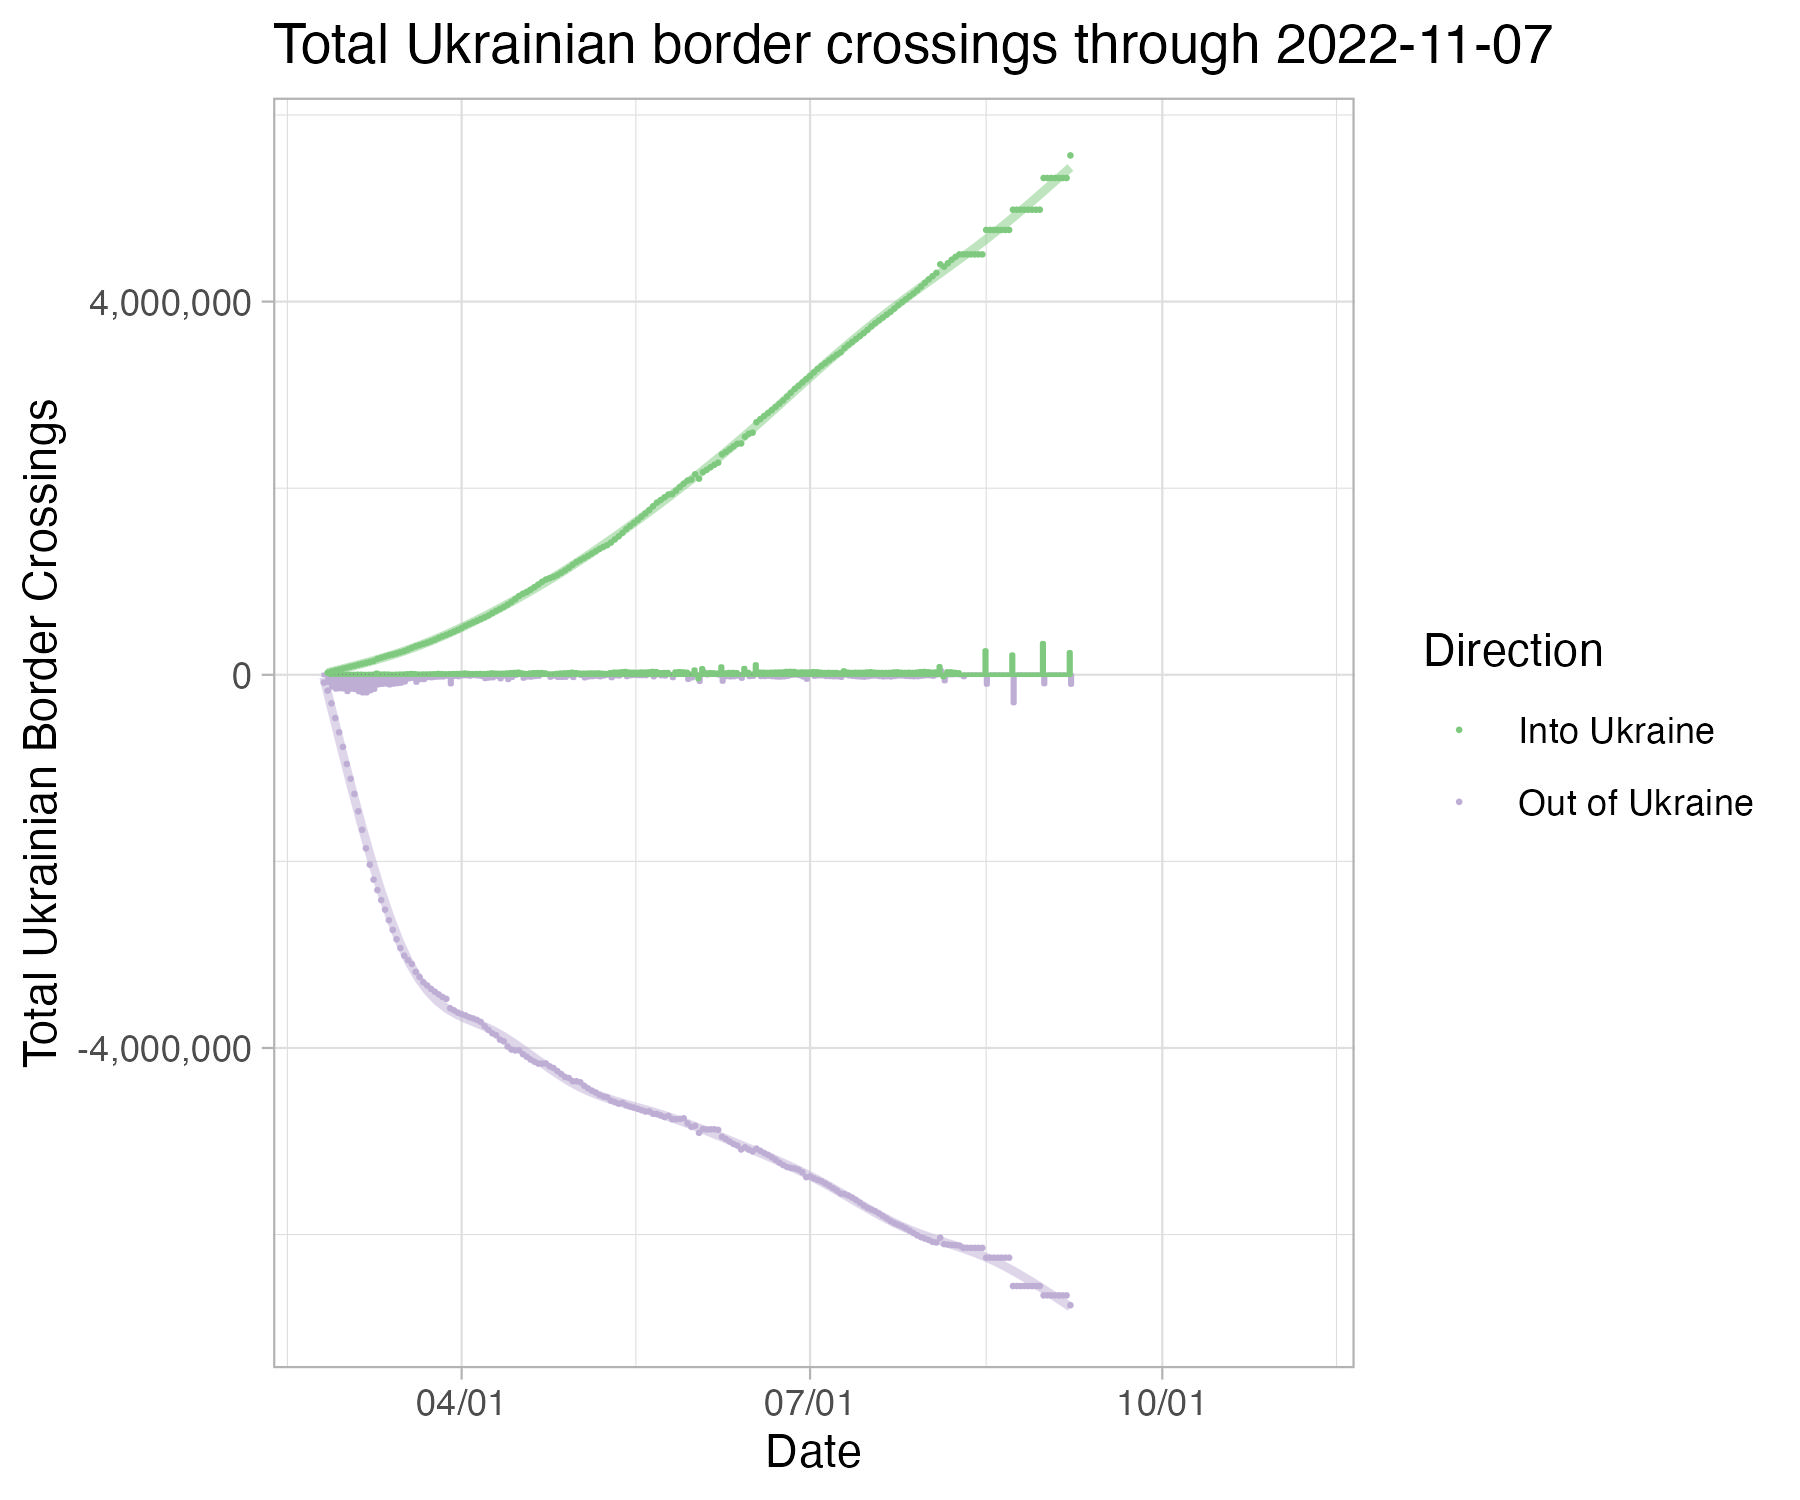 Total Ukrainian border crossings through 2022-11-07
Total Ukrainian Border Crossings
4,000,000
0
-4,000,000
04/01
07/01
10/01
Date
Direction
Into Ukraine
Out of Ukraine